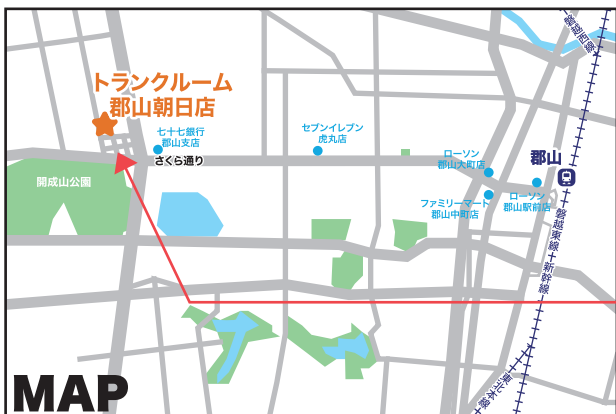 磐越西線
トランクルーム
郡山朝日店
七十七銀行
郡山支店
セブンイレブン
虎丸店
さくら通り
ローソン
郡山大町店
郡山
開成山公園
ファミリーマート
郡山中町店
ローソン
郡山駅前店
磐越東線
新幹線
東北本線
MAP